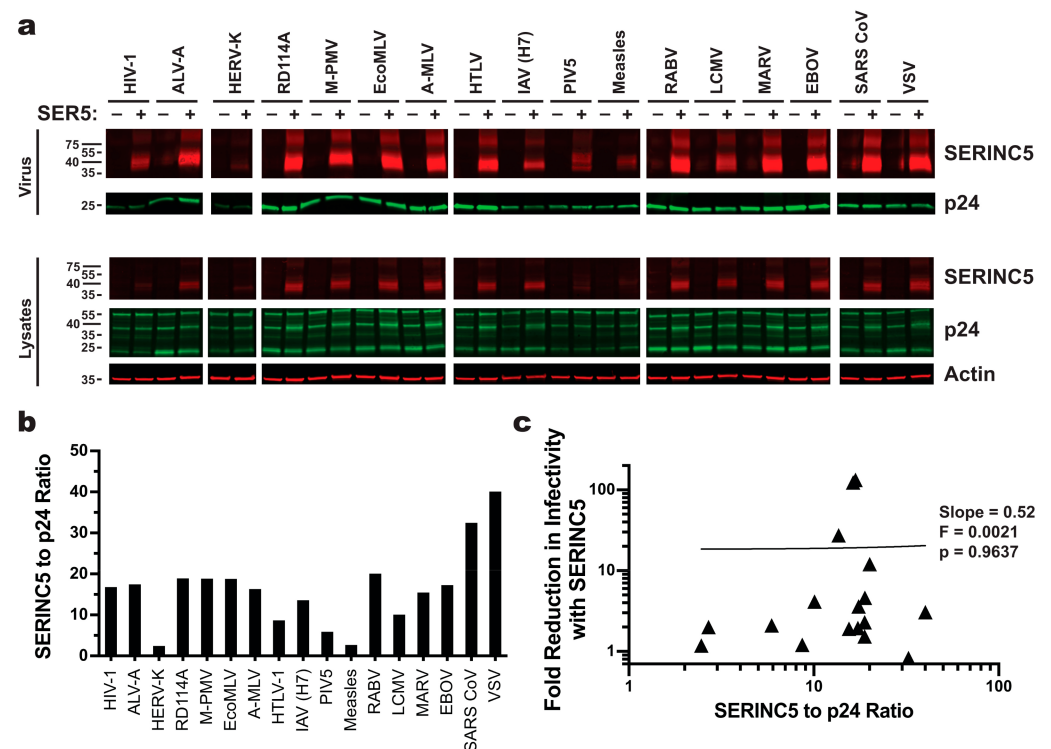 a
HIV-1 ALV-A HERV-K RD114A M-PMV EcoMLV A-MLV HTLV IAV (H7) PIV5 Measles RABV LCMV MARV EBOV SARS CoV VSV
SER5: – + – + – + – + – + – + – + – + – + – + – + – + – + – + – + – + – +
Virus
75
55-
40
35-
SERINC5
25-
p24
Lysates
75
55-
40
35-
SERINC5
55-
40
35-
25-
p24
35-
Actin
b
SERINC5 to p24 Ratio
50
40
30
20
10
0
HIV-1 ALV-A HERV-K RD114A M-PMV EcoMLV A-MLV HTLV-1 IAV (H7) PIV5 Measles RABV LCMV MARV EBOV SARS CoV VSV
c
Fold Reduction in Infectivity
with SERINC5
100
10
1
Slope = 0.52
F = 0.0021
p = 0.9637
1 10 100
SERINC5 to p24 Ratio